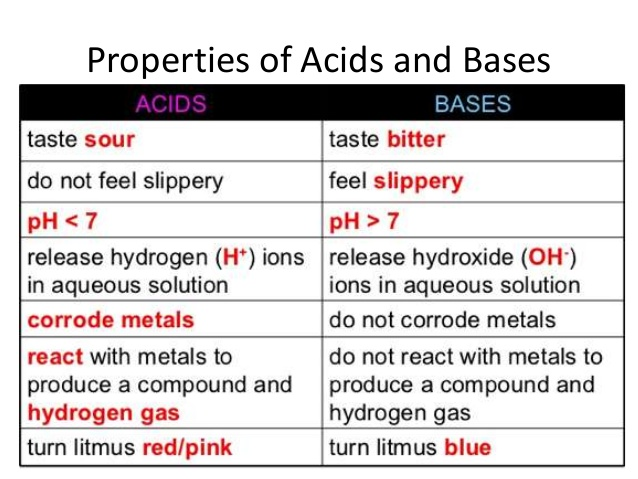 Properties of Acids and Bases
ACIDS BASES
taste sour taste bitter
do not feel slippery feel slippery
pH < 7 pH > 7
release hydrogen (H⁺) ions
in aqueous solution
release hydroxide (OH⁻)
ions in aqueous solution
corrode metals do not corrode metals
react with metals to
produce a compound and
hydrogen gas
do not react with metals to
produce a compound and
hydrogen gas
turn litmus red/pink turn litmus blue